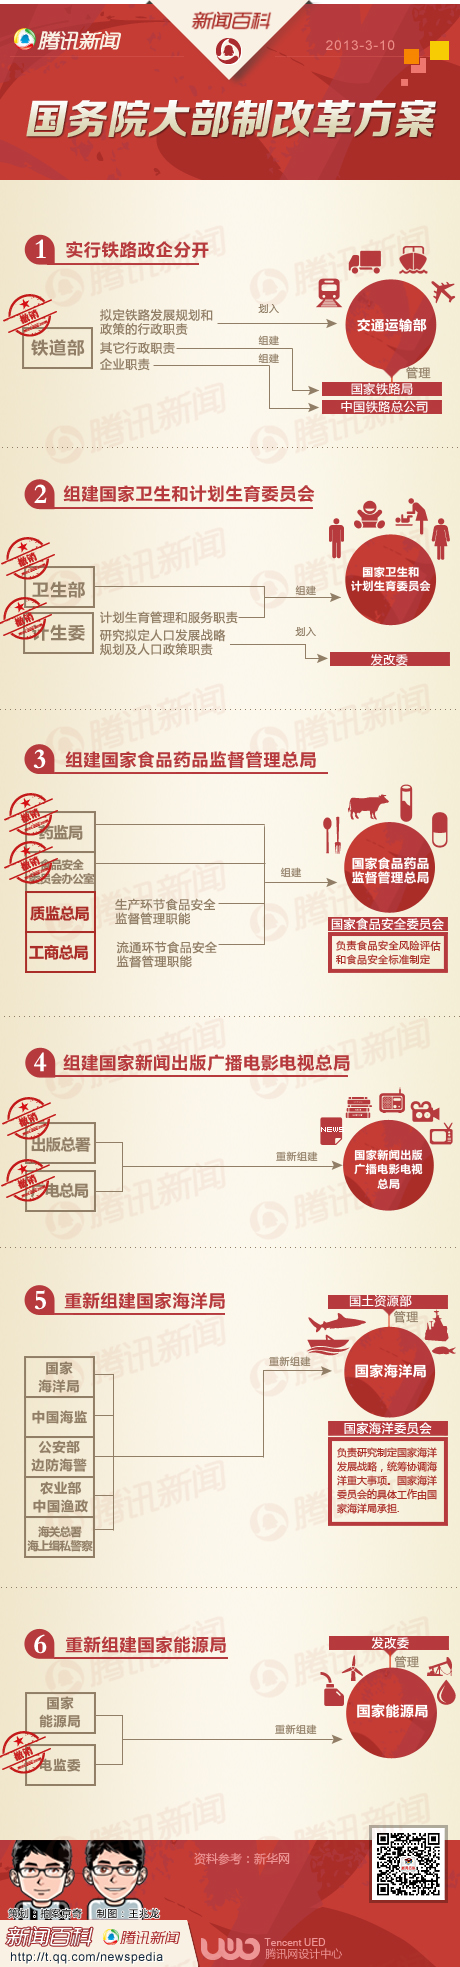 腾讯新闻
新闻百科
2013-3-10
国务院大部制改革方案
1 实行铁路政企分开
撤销
铁道部
拟定铁路发展规划和
政策的行政职责
其它行政职责
企业职责
划入
组建
组建
交通运输部
管理
国家铁路局
中国铁路总公司
2 组建国家卫生和计划生育委员会
撤销
卫生部
撤销
计生委
计划生育管理和服务职责
研究拟定人口发展战略
规划及人口政策职责
组建
划入
国家卫生和
计划生育委员会
发改委
3 组建国家食品药品监督管理总局
撤销
药监局
撤销
食品安全
委员会办公室
质监总局
工商总局
生产环节食品安全
监督管理职能
流通环节食品安全
监督管理职能
组建
国家食品药品
监督管理总局
国家食品安全委员会
负责食品安全风险评估
和食品安全标准制定
4 组建国家新闻出版广播电影电视总局
撤销
出版总署
撤销
电总局
重新组建
NEWS
国家新闻出版
广播电影电视
总局
5 重新组建国家海洋局
国家
海洋局
中国海监
公安部
边防海警
农业部
中国渔政
海关总署
海上缉私警察
重新组建
国土资源部
管理
国家海洋局
国家海洋委员会
负责研究制定国家海洋
发展战略，统筹协调海
洋重大事项。国家海洋
委员会的具体工作由国
家海洋局承担.
6 重新组建国家能源局
国家
能源局
撤销
电监委
重新组建
发改委
管理
国家能源局
资料参考：新华网
制图：王兆龙
新闻百科 腾讯新闻
http://t.qq.com/newspedia
Tencent UED
腾讯网设计中心